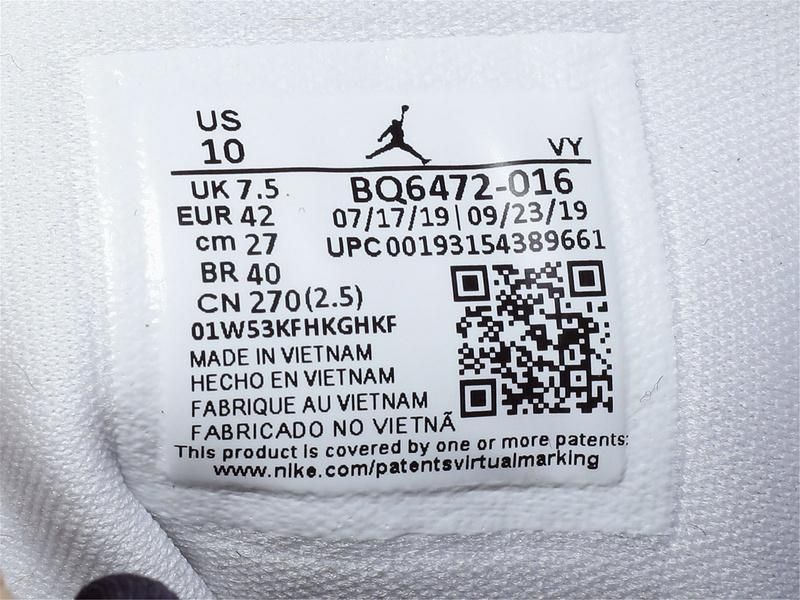 US
10
VY
UK 7.5
BQ6472-016
EUR 42
07/17/19|09/23/19
cm 27
UPC00193154389661
BR 40
CN 270(2.5)
01W53KFHKGHKF
MADE IN VIETNAM
HECHO EN VIETNAM
FABRIQUE AU VIETNAM
FABRICADO NO VIETNÃ
This product is covered by one or more patents:
www.nike.com/patentsvirtualmarking